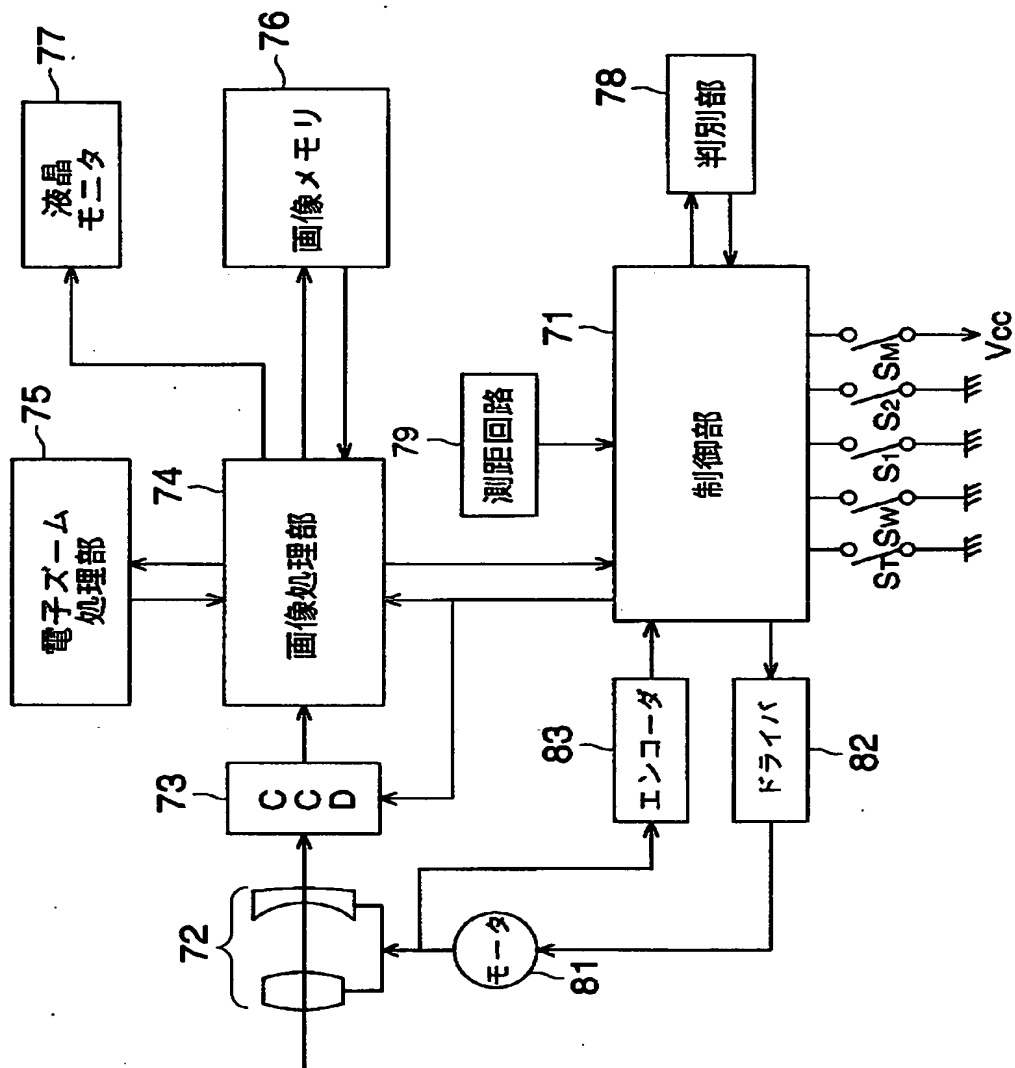 77
液晶
モニタ
76
画像メモリ
75
電子ズーム
処理部
74
画像処理部
73
CCD
72
78
判別部
71
制御部
79
測距回路
83
エンコーダ
82
ドライバ
81
モータ
ST
SW
S1
S2
SM
Vcc